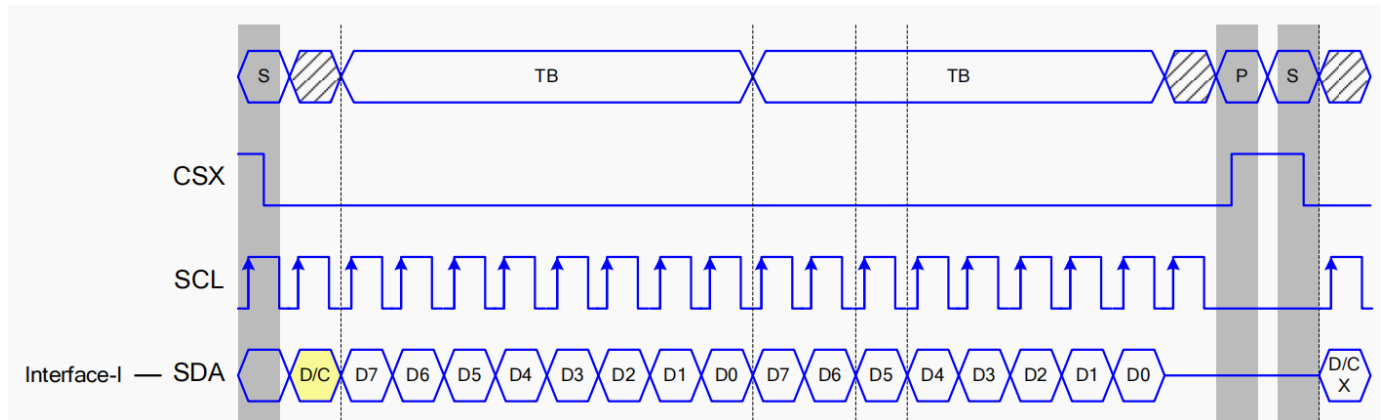 S TB TB P S
CSX
SCL
Interface-I — SDA D/C D7 D6 D5 D4 D3 D2 D1 D0 D7 D6 D5 D4 D3 D2 D1 D0 D/C
X